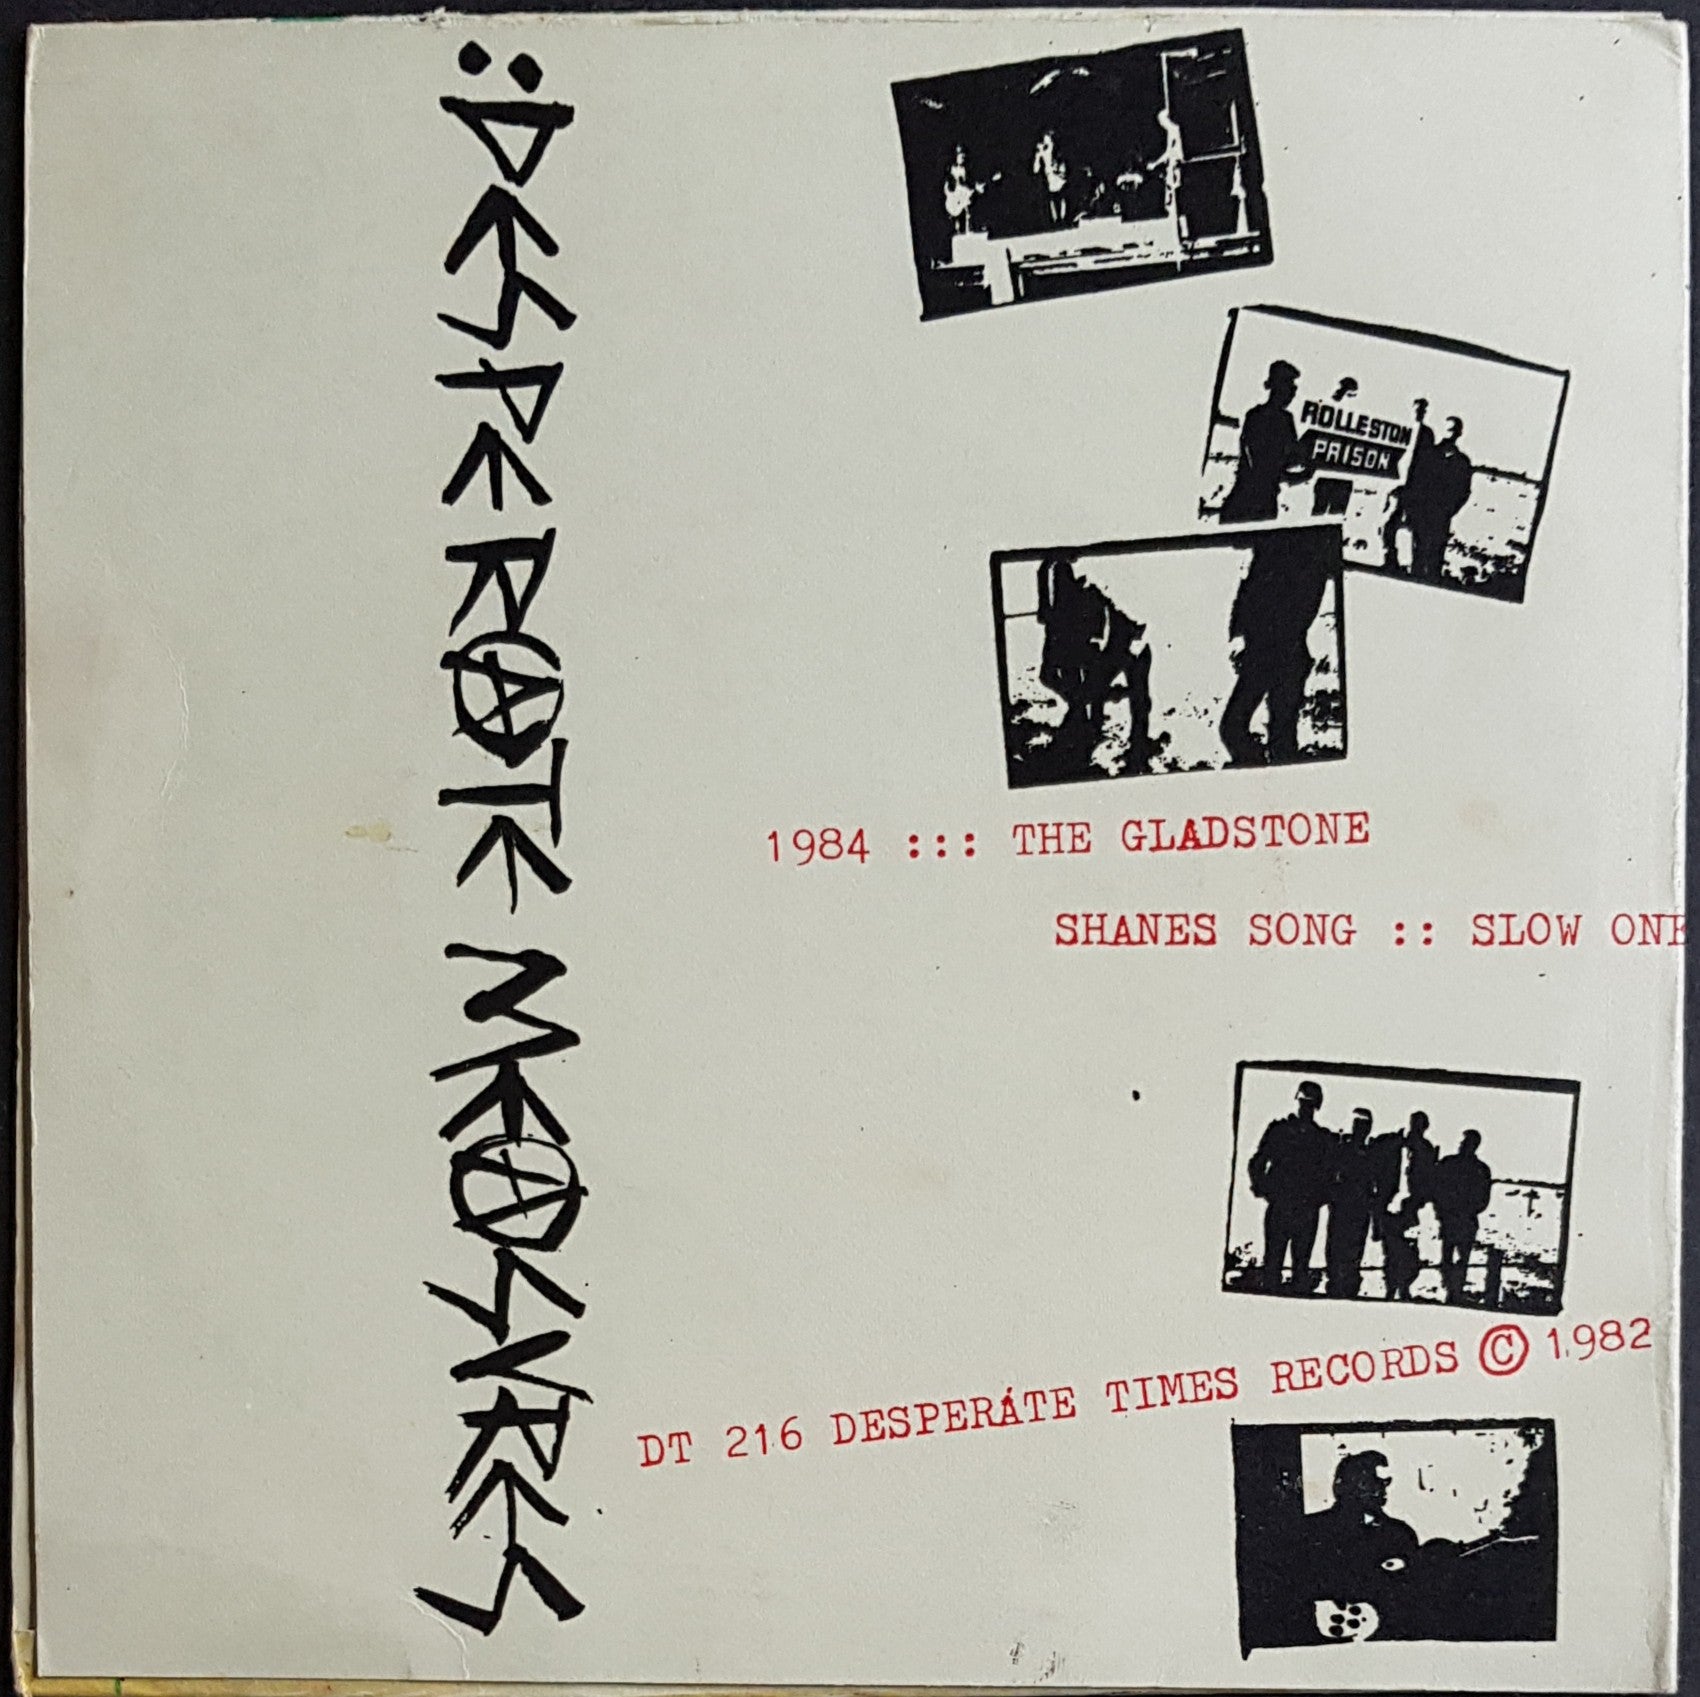 :DESPERATE MEASURES
ROLLESTON
PRISON
1984 ::: THE GLADSTONE
SHANES SONG :: SLOW ONE
DT 216 DESPERATE TIMES RECORDS © 1982